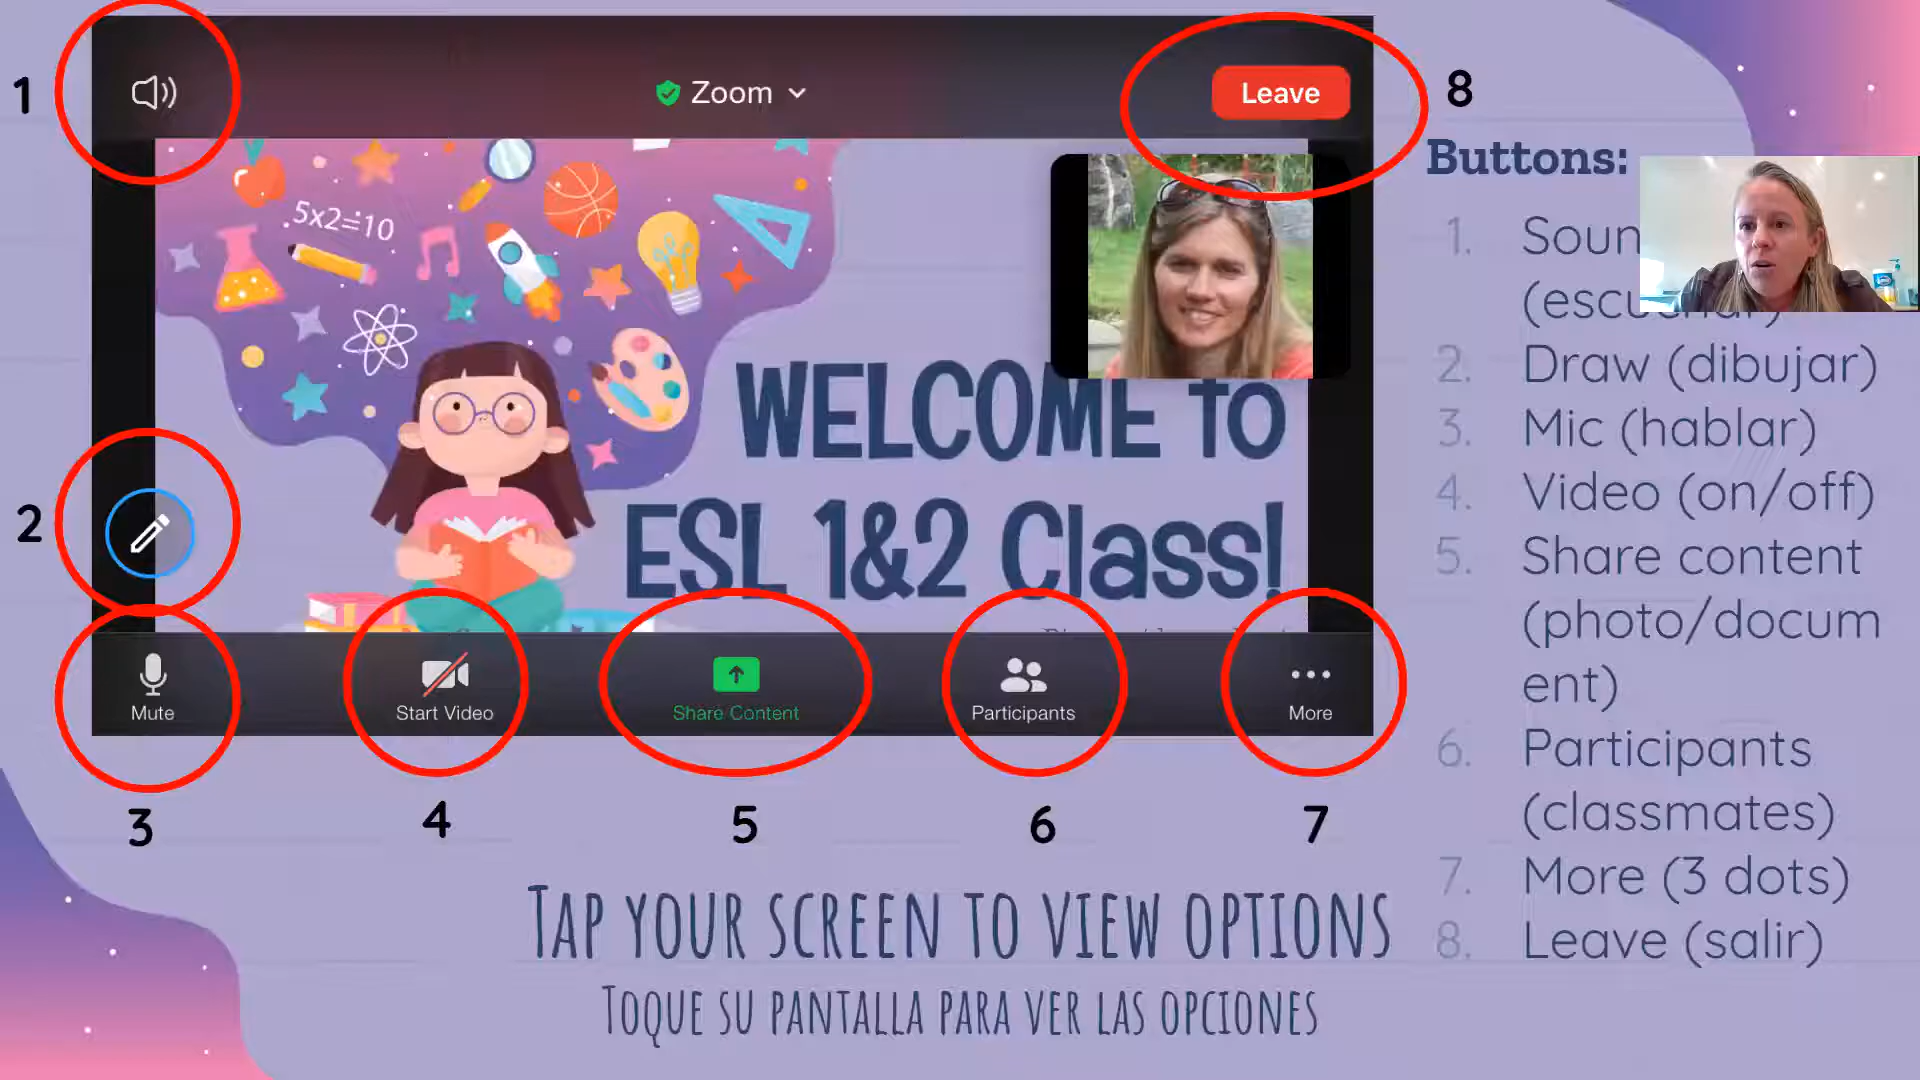 1
Zoom
Leave
8
Buttons:
5x2=10
1.
2. Draw (dibujar)
WELCOME to
3. Mic (hablar)
4. Video (on/off)
2
ESL 1&2 Class!
5. Share content
(photo/docum
ent)
Mute
Start Video
Share Content
Participants
More
6. Participants
(classmates)
3
4
5
6
7
7. More (3 dots)
8. Leave (salir)
Tap your screen to view options
Toque su pantalla para ver las opciones